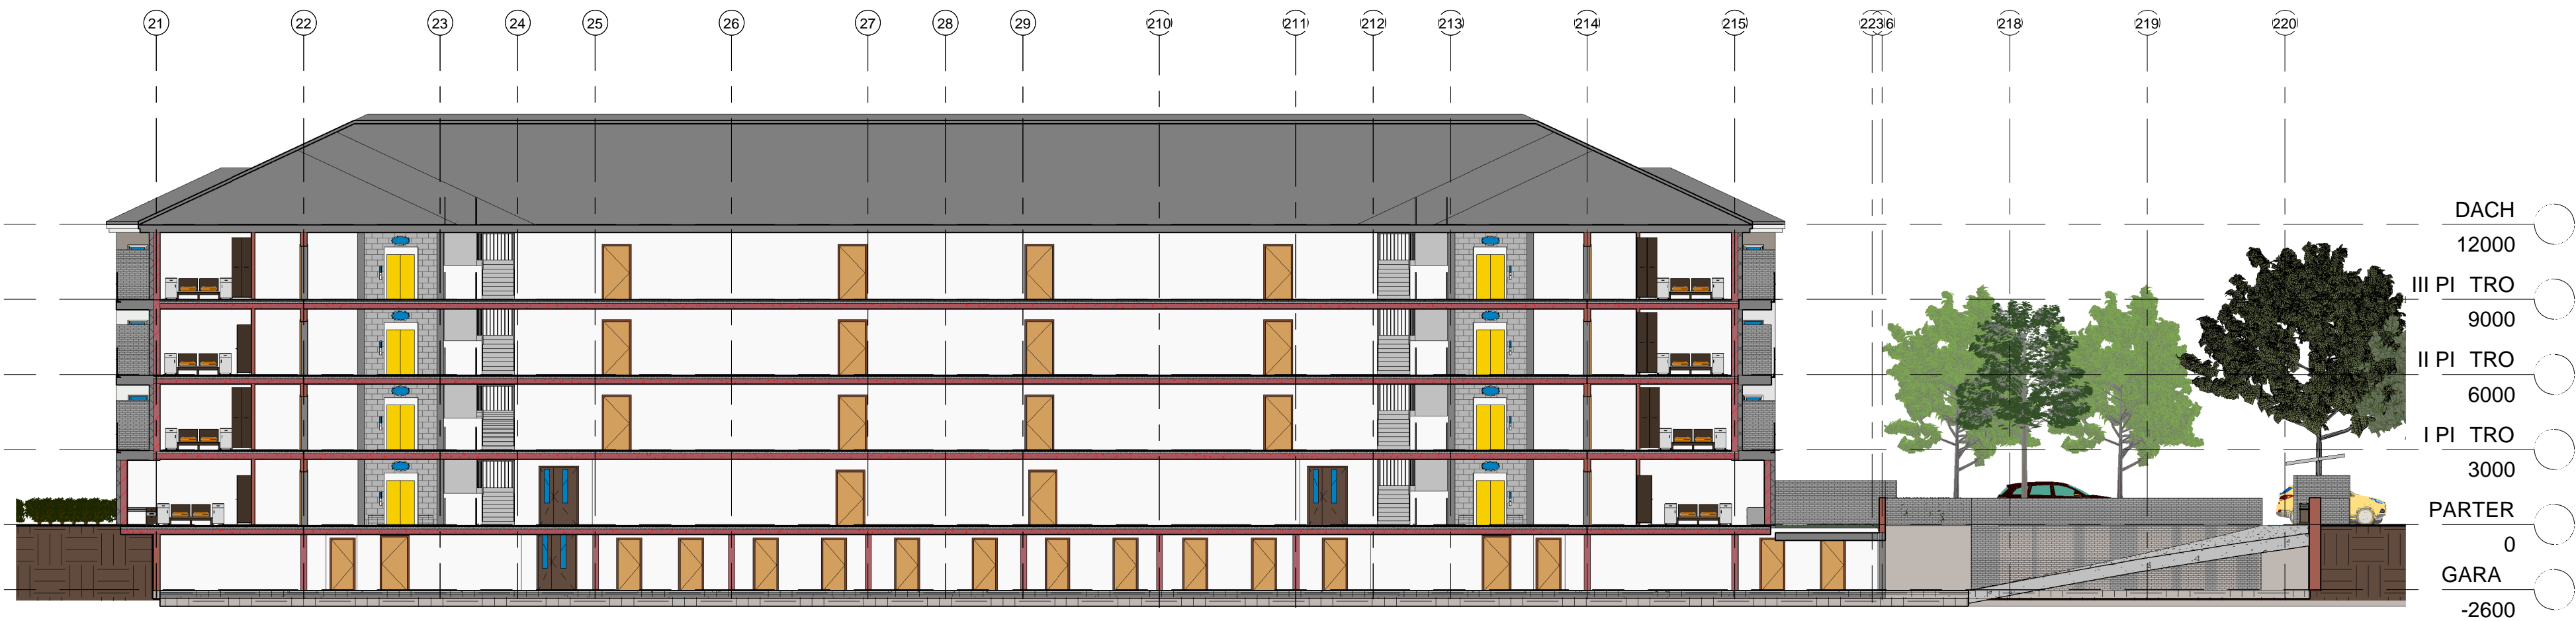 21 22 23 24 25 26 27 28 29 210 211 212 213 214 215 218 219 220
DACH
12000
III PI TRO
9000
II PI TRO
6000
I PI TRO
3000
PARTER
0
GARA
-2600